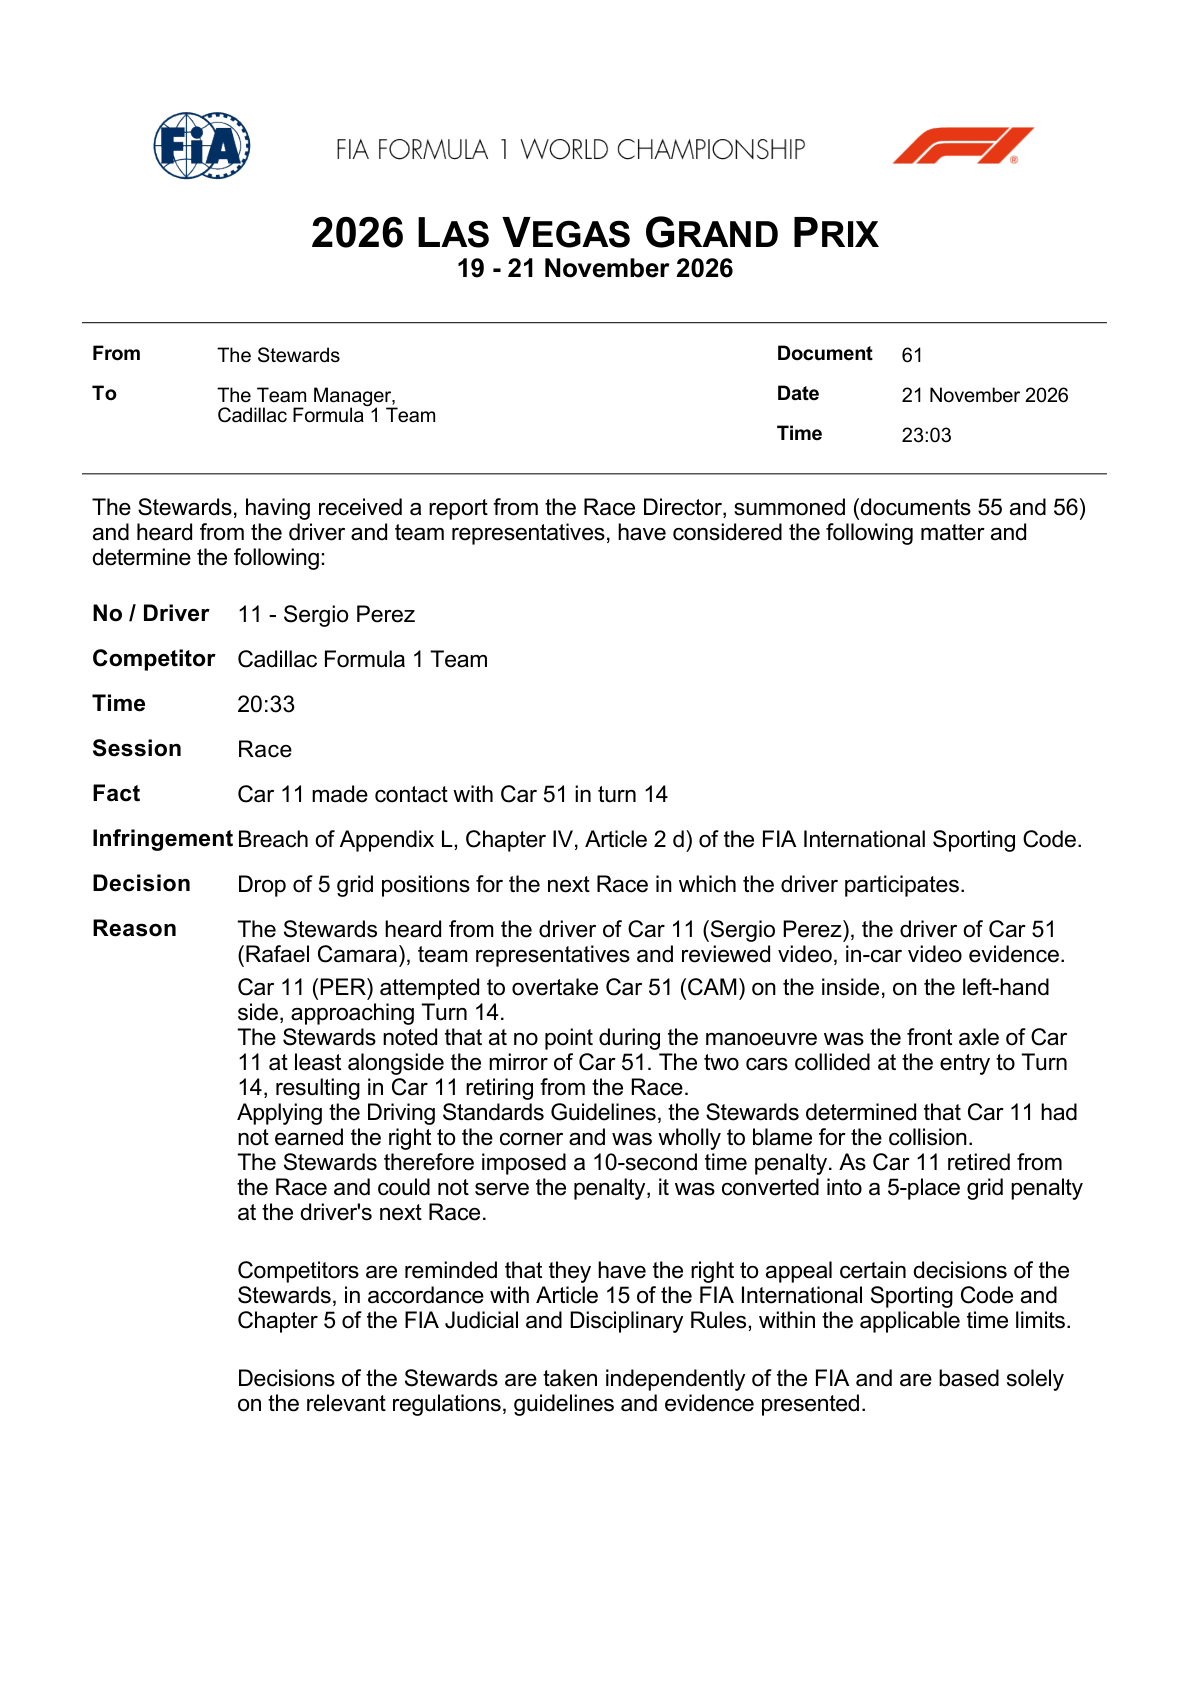 FIA
FIA FORMULA 1 WORLD CHAMPIONSHIP
F1
®
2026 LAS VEGAS GRAND PRIX
19 - 21 November 2026
From The Stewards Document 61
To The Team Manager, Date 21 November 2026
Cadillac Formula 1 Team
Time 23:03
The Stewards, having received a report from the Race Director, summoned (documents 55 and 56)
and heard from the driver and team representatives, have considered the following matter and
determine the following:
No / Driver 11 - Sergio Perez
Competitor Cadillac Formula 1 Team
Time 20:33
Session Race
Fact Car 11 made contact with Car 51 in turn 14
Infringement Breach of Appendix L, Chapter IV, Article 2 d) of the FIA International Sporting Code.
Decision Drop of 5 grid positions for the next Race in which the driver participates.
Reason The Stewards heard from the driver of Car 11 (Sergio Perez), the driver of Car 51
(Rafael Camara), team representatives and reviewed video, in-car video evidence.
Car 11 (PER) attempted to overtake Car 51 (CAM) on the inside, on the left-hand
side, approaching Turn 14.
The Stewards noted that at no point during the manoeuvre was the front axle of Car
11 at least alongside the mirror of Car 51. The two cars collided at the entry to Turn
14, resulting in Car 11 retiring from the Race.
Applying the Driving Standards Guidelines, the Stewards determined that Car 11 had
not earned the right to the corner and was wholly to blame for the collision.
The Stewards therefore imposed a 10-second time penalty. As Car 11 retired from
the Race and could not serve the penalty, it was converted into a 5-place grid penalty
at the driver's next Race.
Competitors are reminded that they have the right to appeal certain decisions of the
Stewards, in accordance with Article 15 of the FIA International Sporting Code and
Chapter 5 of the FIA Judicial and Disciplinary Rules, within the applicable time limits.
Decisions of the Stewards are taken independently of the FIA and are based solely
on the relevant regulations, guidelines and evidence presented.